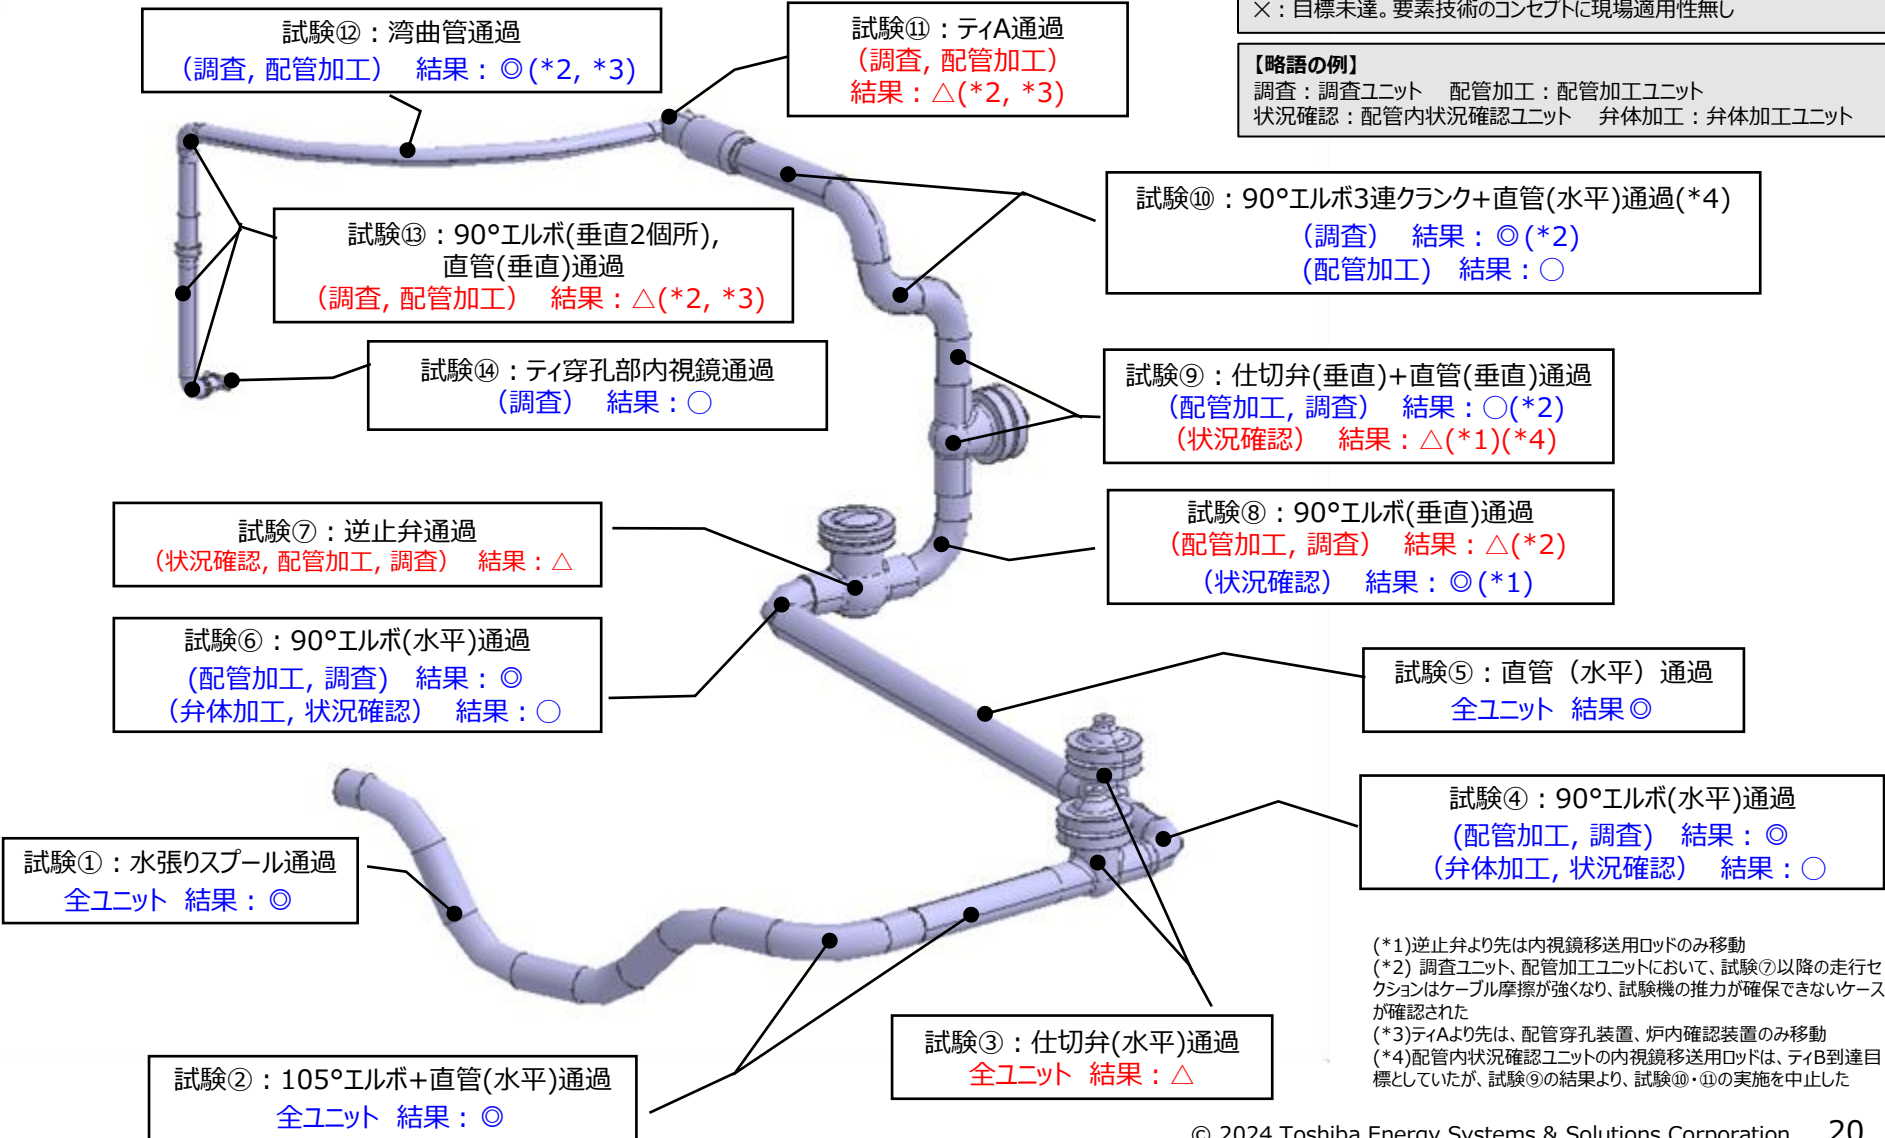 ×：目標未達。要素技術のコンセプトに現場適用性無し
【略語の例】
調査：調査ユニット　配管加工：配管加工ユニット
状況確認：配管内状況確認ユニット　弁体加工：弁体加工ユニット
試験⑫：湾曲管通過
（調査, 配管加工）　結果：◎(*2, *3)
試験⑪：ティA通過
（調査, 配管加工）
結果：△(*2, *3)
試験⑩：90°エルボ3連クランク+直管(水平)通過(*4)
（調査）　結果：◎(*2)
(配管加工)　結果：○
試験⑬：90°エルボ(垂直2個所),
直管(垂直)通過
（調査, 配管加工）　結果：△(*2, *3)
試験⑭：ティ穿孔部内視鏡通過
（調査）　結果：○
試験⑨：仕切弁(垂直)+直管(垂直)通過
（配管加工, 調査）　結果：○(*2)
（状況確認）　結果：△(*1)(*4)
試験⑦：逆止弁通過
（状況確認, 配管加工, 調査）　結果：△
試験⑧：90°エルボ(垂直)通過
（配管加工, 調査）　結果：△(*2)
（状況確認）　結果：◎(*1)
試験⑥：90°エルボ(水平)通過
(配管加工, 調査)　結果：◎
（弁体加工, 状況確認）　結果：○
試験⑤：直管（水平）通過
全ユニット 結果◎
試験④：90°エルボ(水平)通過
(配管加工, 調査)　結果：◎
（弁体加工, 状況確認）　結果：○
試験①：水張りスプール通過
全ユニット 結果：◎
試験③：仕切弁(水平)通過
全ユニット 結果：△
試験②：105°エルボ+直管(水平)通過
全ユニット 結果：◎
(*1)逆止弁より先は内視鏡移送用ロッドのみ移動
(*2) 調査ユニット、配管加工ユニットにおいて、試験⑦以降の走行セ
クションはケーブル摩擦が強くなり、試験機の推力が確保できないケース
が確認された
(*3)ティAより先は、配管穿孔装置、炉内確認装置のみ移動
(*4)配管内状況確認ユニットの内視鏡移送用ロッドは、ティB到達目
標としていたが、試験⑨の結果より、試験⑩・⑪の実施を中止した
© 2024 Toshiba Energy Systems & Solutions Corporation　20